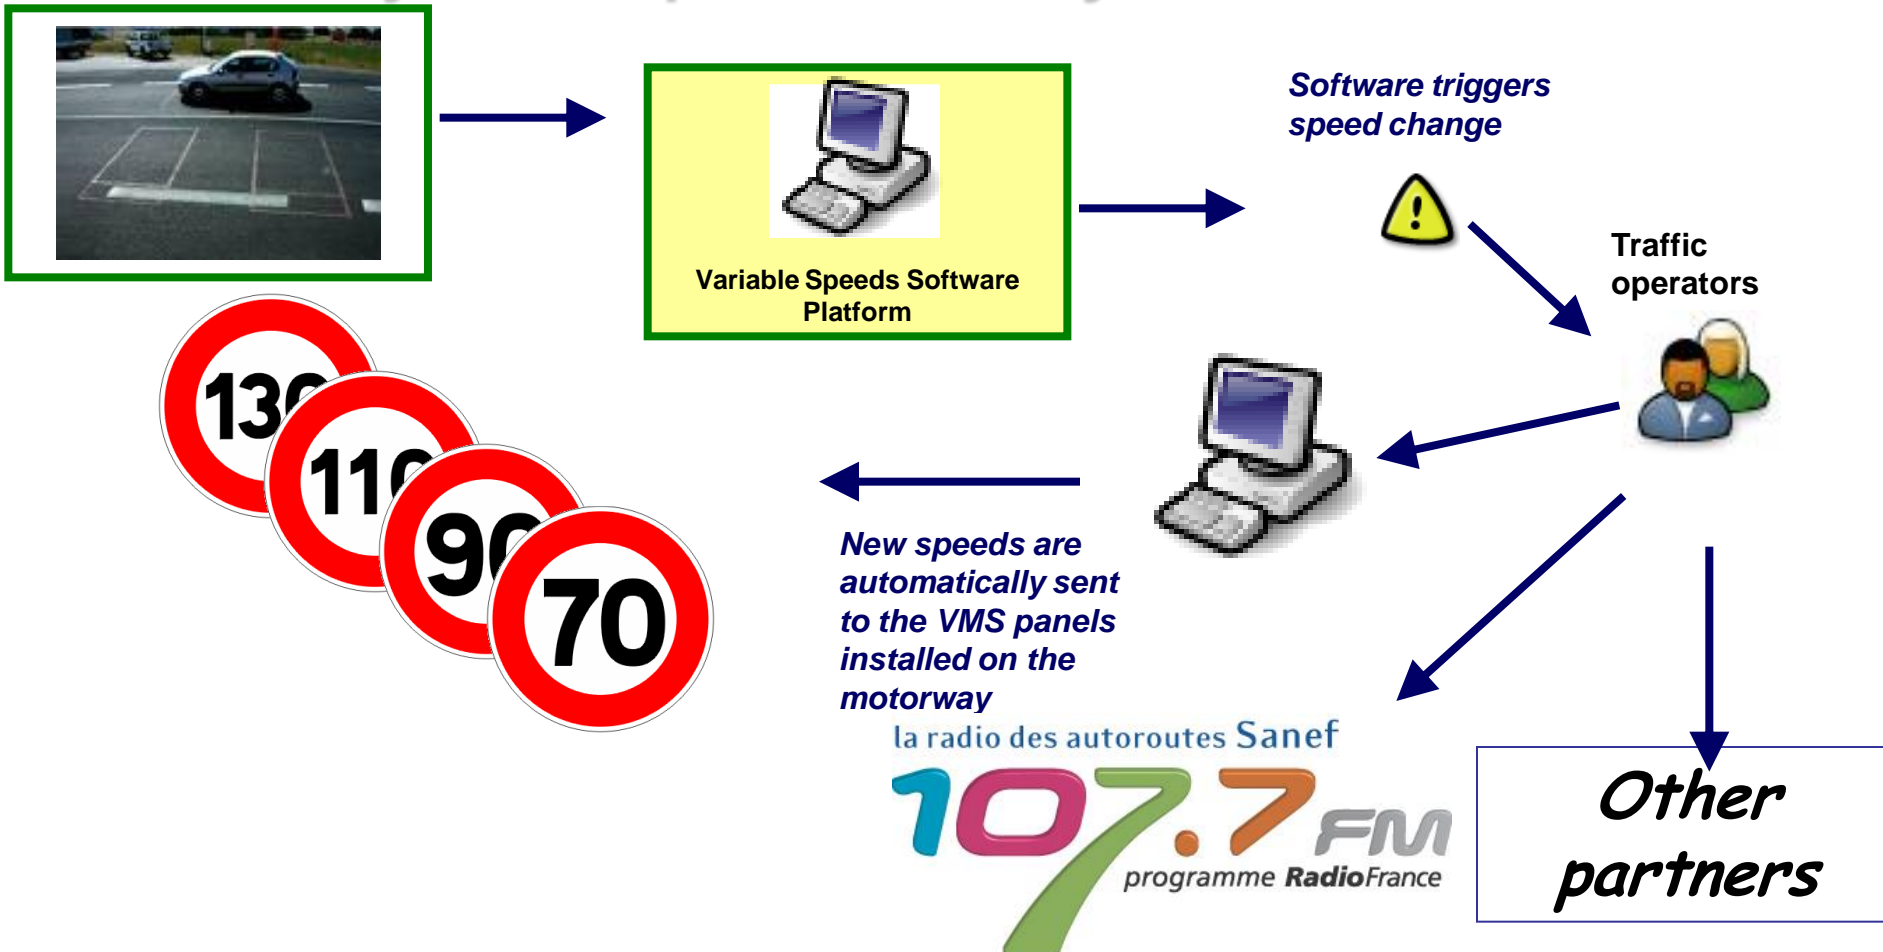 Software triggers
speed change
Variable Speeds Software
Platform
Traffic
operators
110
90
70
New speeds are
automatically sent
to the VMS panels
installed on the
motorway
la radio des autoroutes Sanef
107.7 FM
programme RadioFrance
Other
partners